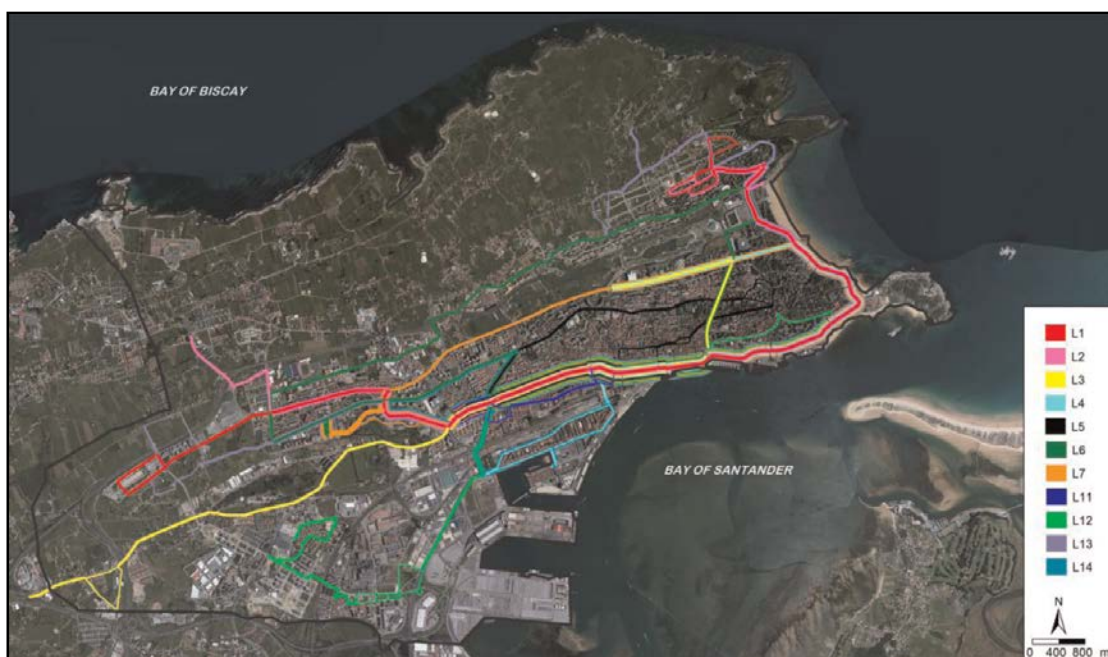 BAY OF BISCAY
BAY OF SANTANDER
L1
L2
L3
L4
L5
L6
L7
L11
L12
L13
L14
N
0 400 800 m